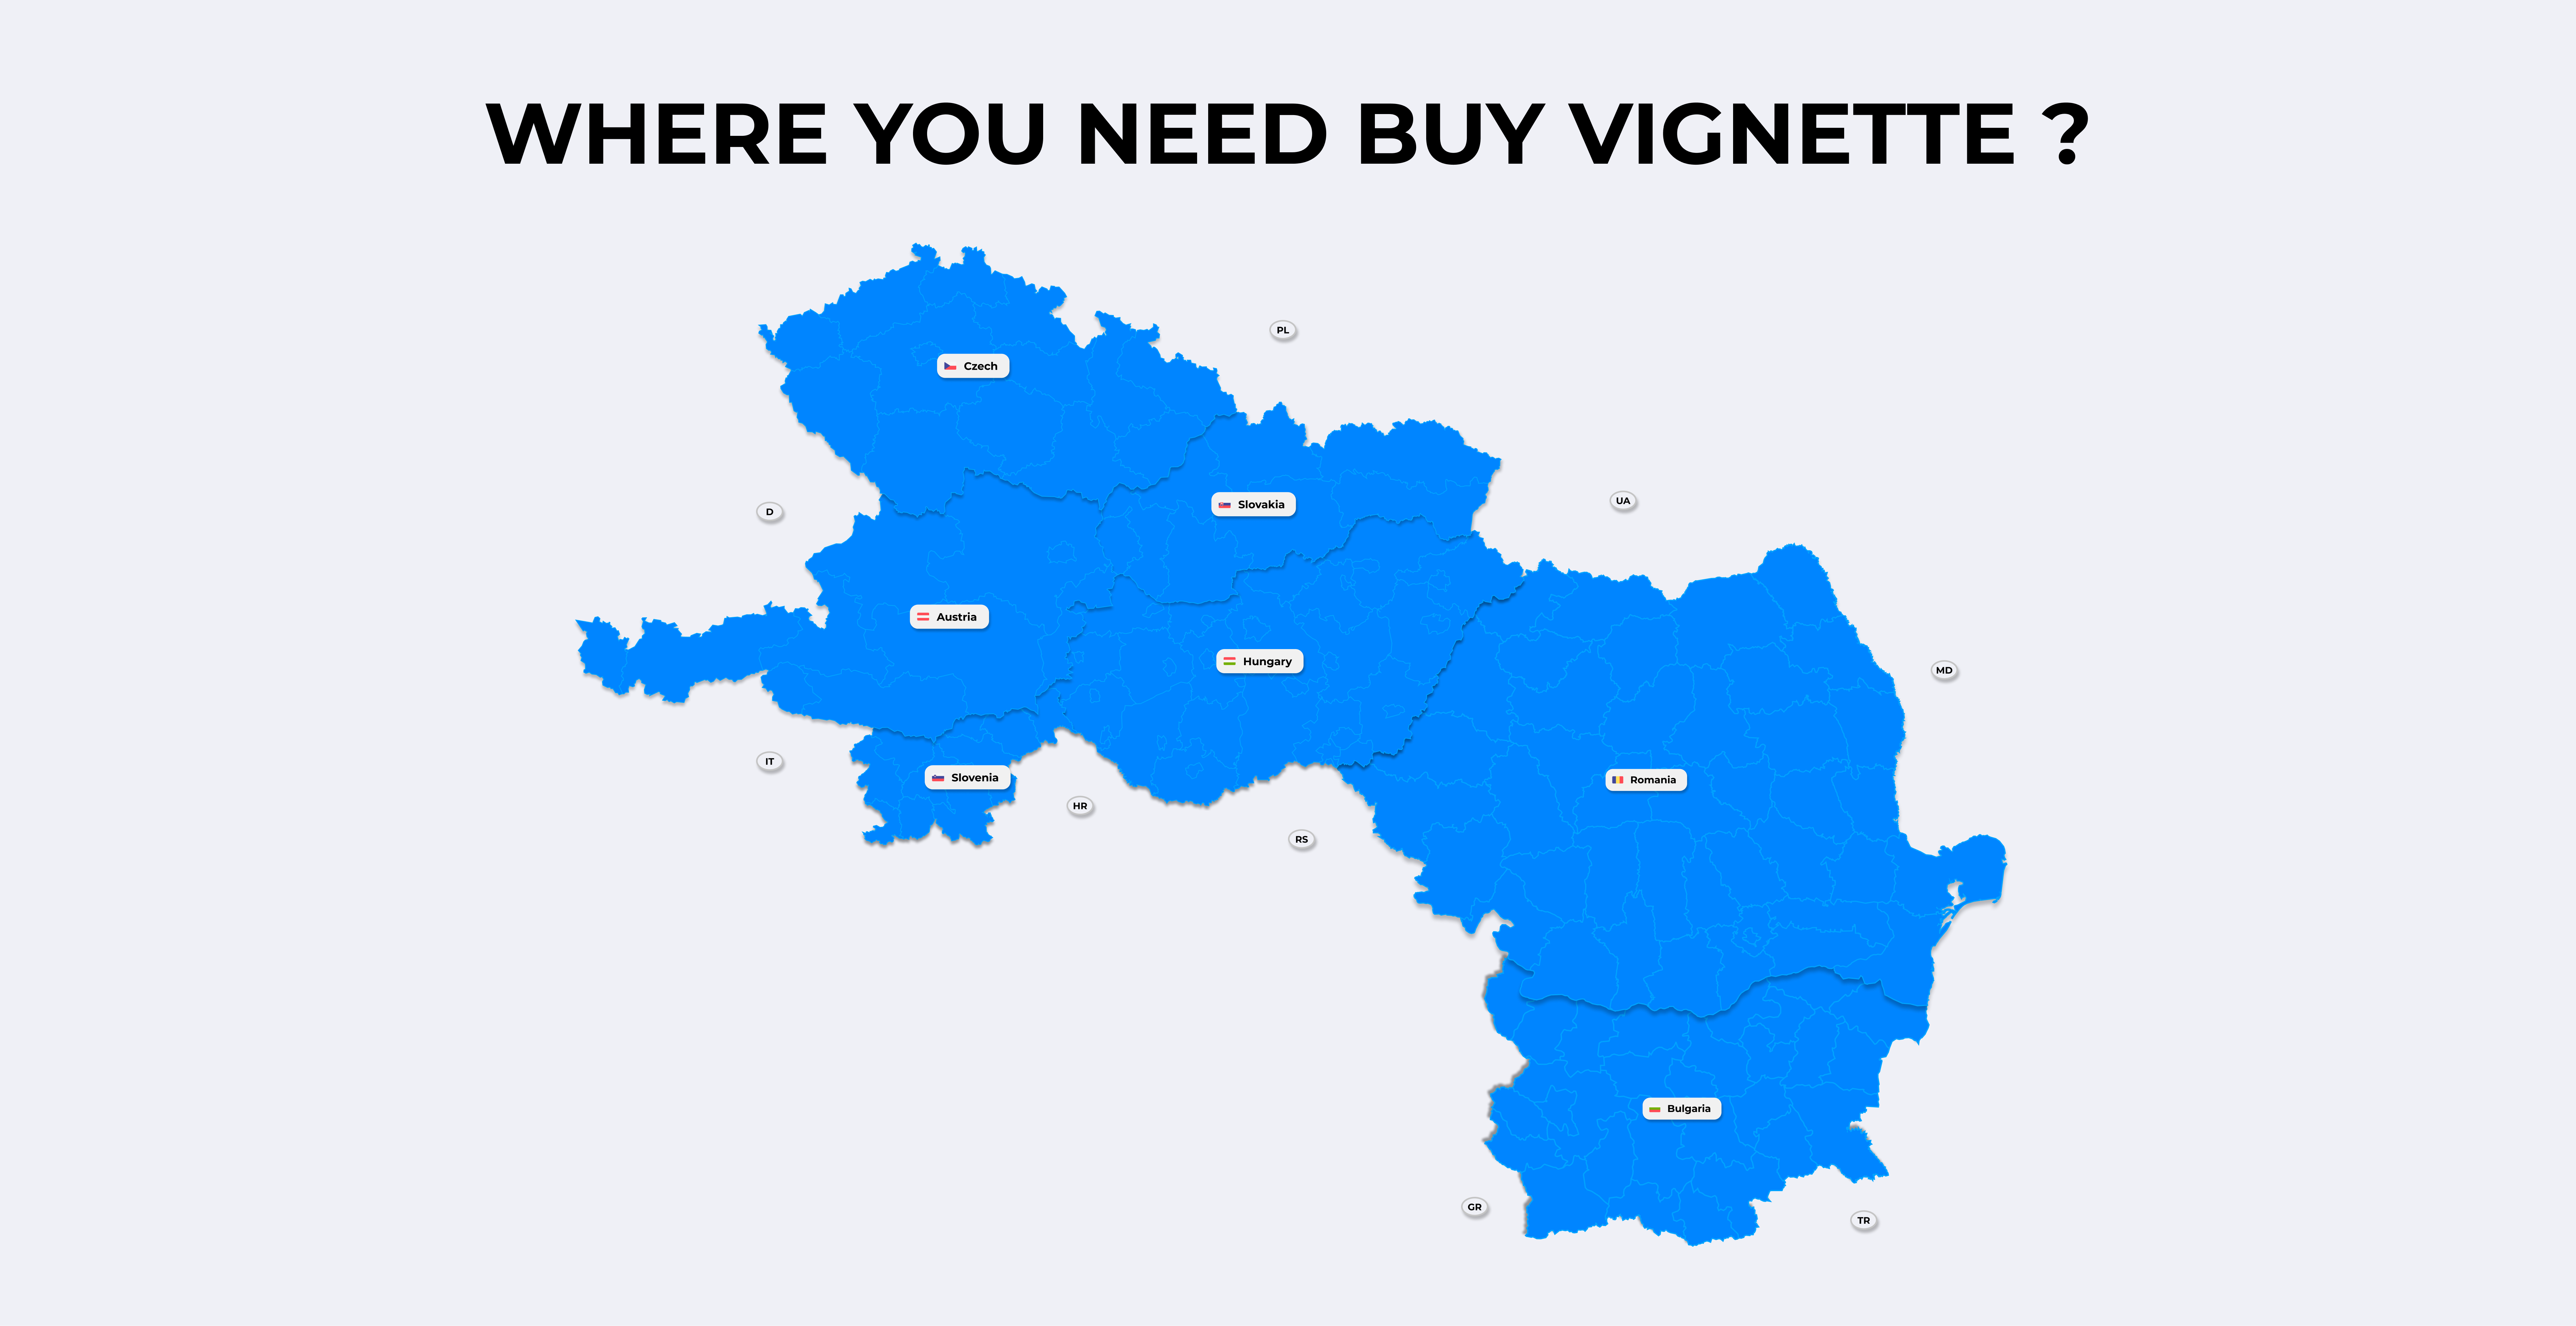 WHERE YOU NEED BUY VIGNETTE ?
PL
Czech
D
Slovakia
UA
Austria
Hungary
MD
IT
Slovenia
HR
Romania
RS
Bulgaria
GR
TR